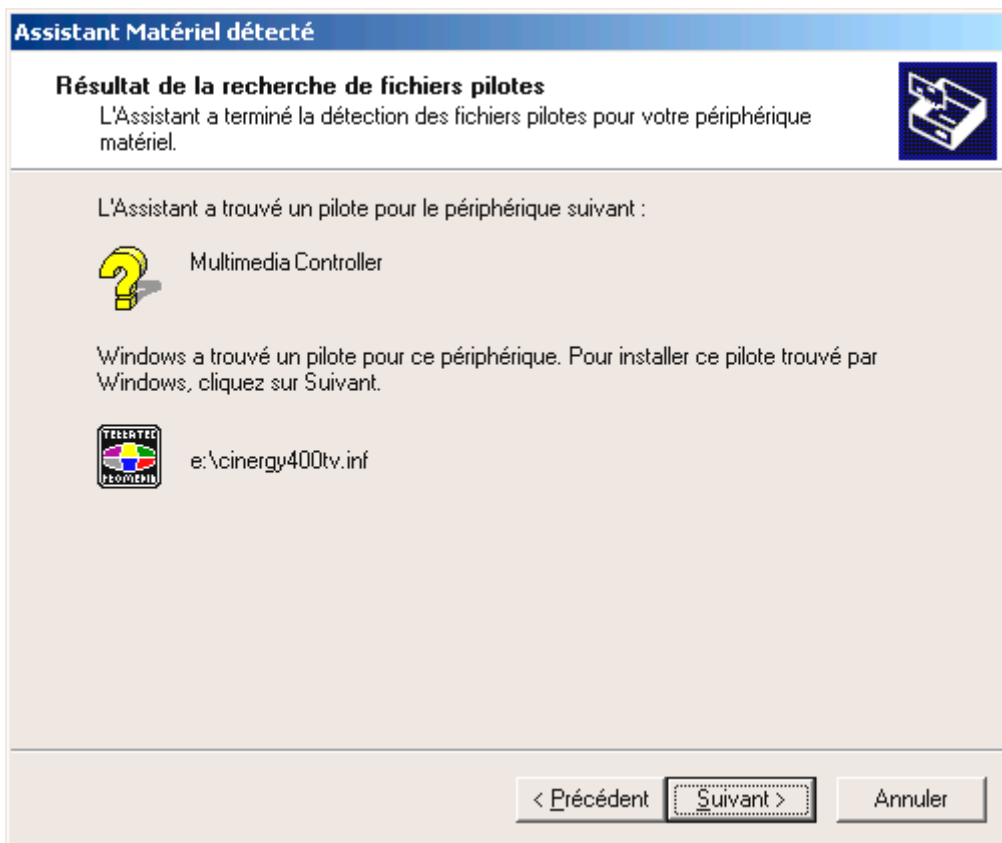 Assistant Matériel détecté
Résultat de la recherche de fichiers pilotes
L'Assistant a terminé la détection des fichiers pilotes pour votre périphérique
matériel.
L'Assistant a trouvé un pilote pour le périphérique suivant :
Multimedia Controller
Windows a trouvé un pilote pour ce périphérique. Pour installer ce pilote trouvé par
Windows, cliquez sur Suivant.
e:\cinergy400tv.inf
< Précédent
Suivant >
Annuler